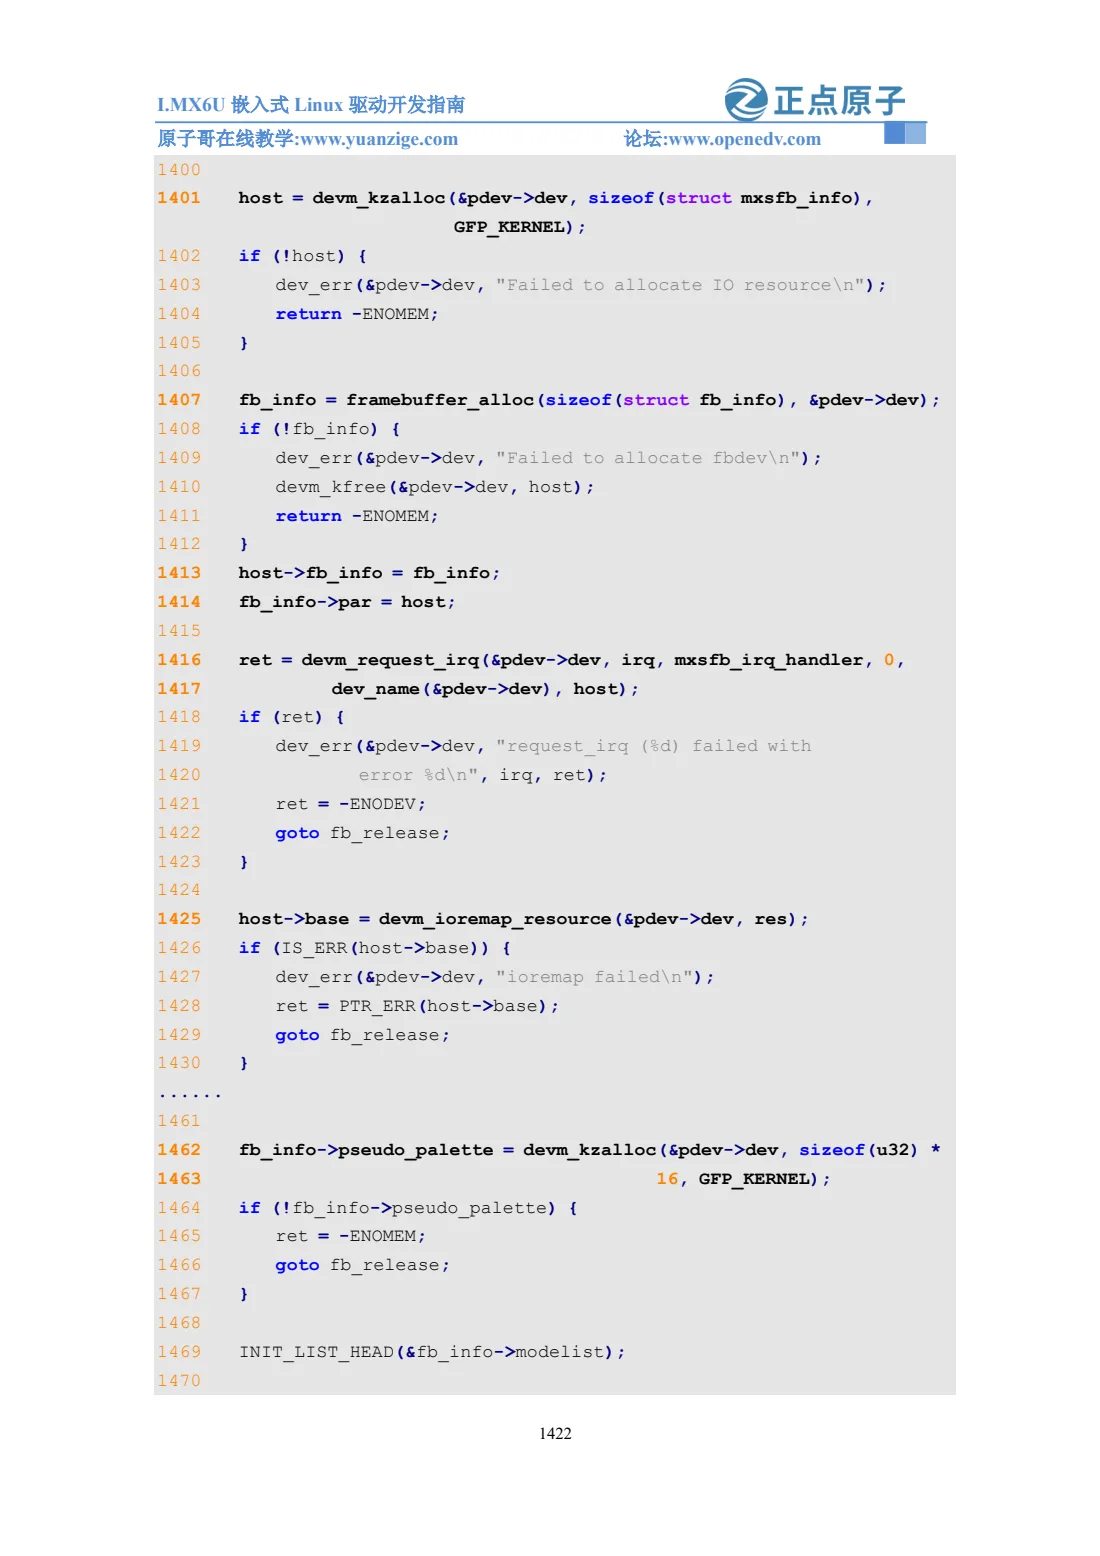 I.MX6U 嵌入式 Linux 驱动开发指南
正点原子
原子哥在线教学:www.yuanzige.com 论坛:www.openedv.com
1400
1401 host = devm_kzalloc(&pdev->dev, sizeof(struct mxsfb_info),
GFP_KERNEL);
1402 if (!host) {
1403 dev_err(&pdev->dev, "Failed to allocate IO resource\n");
1404 return -ENOMEM;
1405 }
1406
1407 fb_info = framebuffer_alloc(sizeof(struct fb_info), &pdev->dev);
1408 if (!fb_info) {
1409 dev_err(&pdev->dev, "Failed to allocate fbdev\n");
1410 devm_kfree(&pdev->dev, host);
1411 return -ENOMEM;
1412 }
1413 host->fb_info = fb_info;
1414 fb_info->par = host;
1415
1416 ret = devm_request_irq(&pdev->dev, irq, mxsfb_irq_handler, 0,
1417 dev_name(&pdev->dev), host);
1418 if (ret) {
1419 dev_err(&pdev->dev, "request_irq (%d) failed with
1420 error %d\n", irq, ret);
1421 ret = -ENODEV;
1422 goto fb_release;
1423 }
1424
1425 host->base = devm_ioremap_resource(&pdev->dev, res);
1426 if (IS_ERR(host->base)) {
1427 dev_err(&pdev->dev, "ioremap failed\n");
1428 ret = PTR_ERR(host->base);
1429 goto fb_release;
1430 }
......
1461
1462 fb_info->pseudo_palette = devm_kzalloc(&pdev->dev, sizeof(u32) *
1463 16, GFP_KERNEL);
1464 if (!fb_info->pseudo_palette) {
1465 ret = -ENOMEM;
1466 goto fb_release;
1467 }
1468
1469 INIT_LIST_HEAD(&fb_info->modelist);
1470
1422